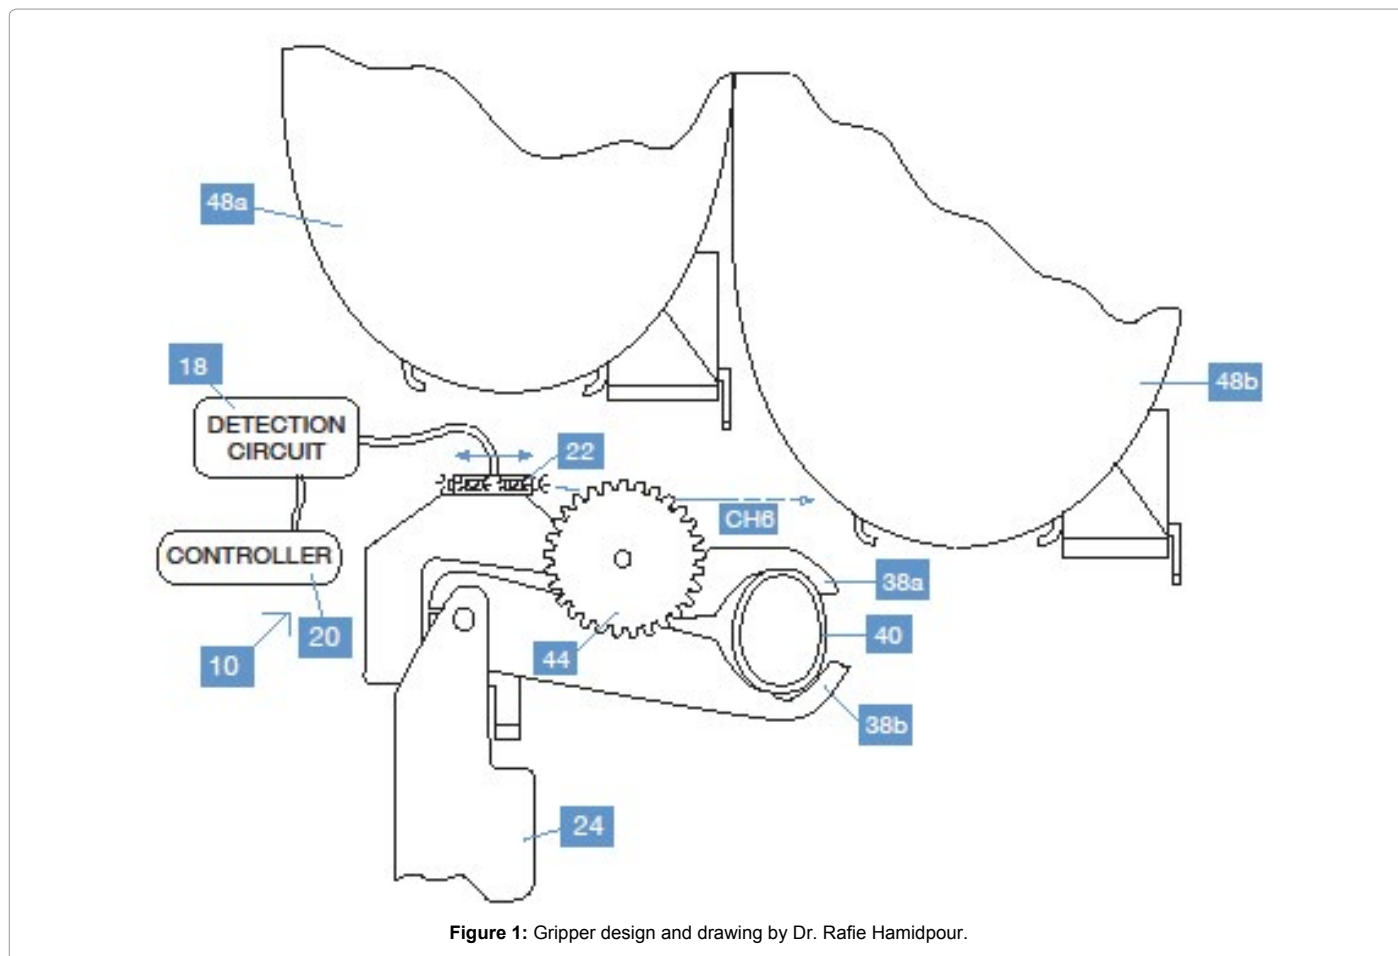 48a
18
48b
DETECTION
CIRCUIT
22
CH6
CONTROLLER
38a
20
40
10
44
38b
24
Figure 1: Gripper design and drawing by Dr. Rafie Hamidpour.